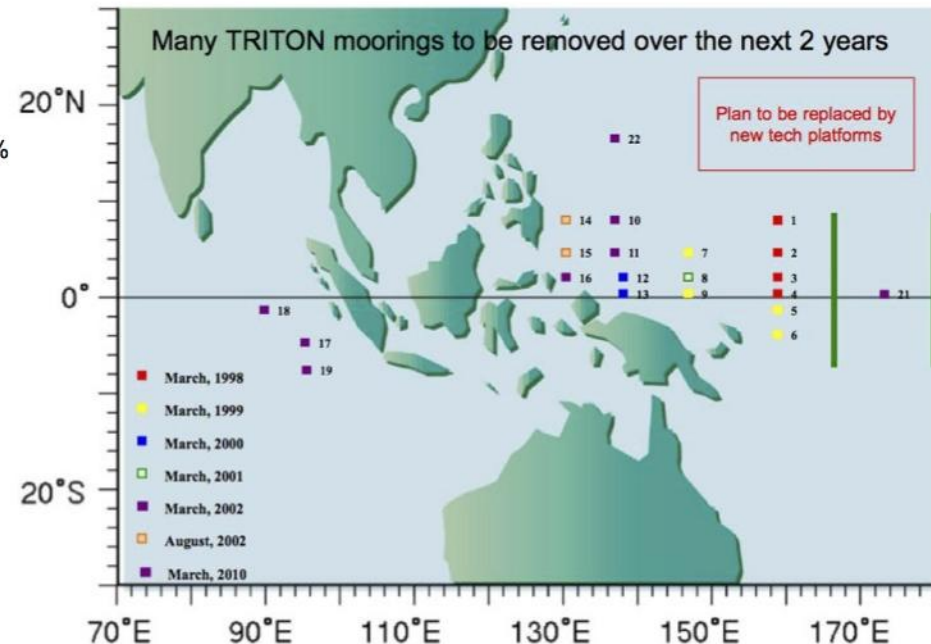 Many TRITON moorings to be removed over the next 2 years
Plan to be replaced by
new tech platforms
%
20°N
0°
20°S
22
14
10
1
15
11
7
2
16
12
8
3
13
9
4
21
18
5
17
6
19
March, 1998
March, 1999
March, 2000
March, 2001
March, 2002
August, 2002
March, 2010
70°E 90°E 110°E 130°E 150°E 170°E